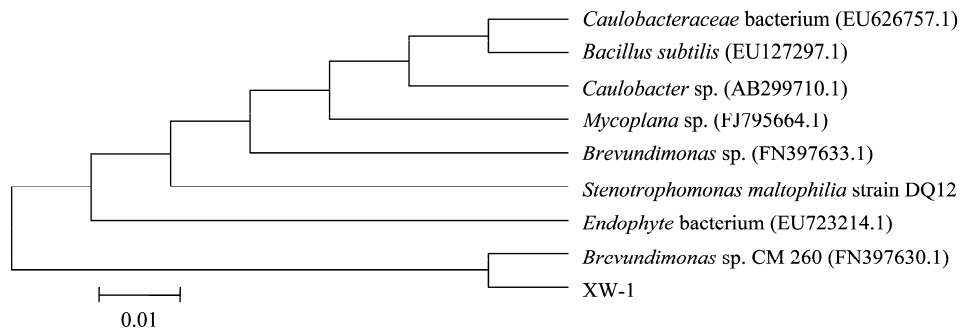 Caulobacteraceae bacterium (EU626757.1)
Bacillus subtilis (EU127297.1)
Caulobacter sp. (AB299710.1)
Mycoplana sp. (FJ795664.1)
Brevundimonas sp. (FN397633.1)
Stenotrophomonas maltophilia strain DQ12
Endophyte bacterium (EU723214.1)
Brevundimonas sp. CM 260 (FN397630.1)
XW-1
0.01